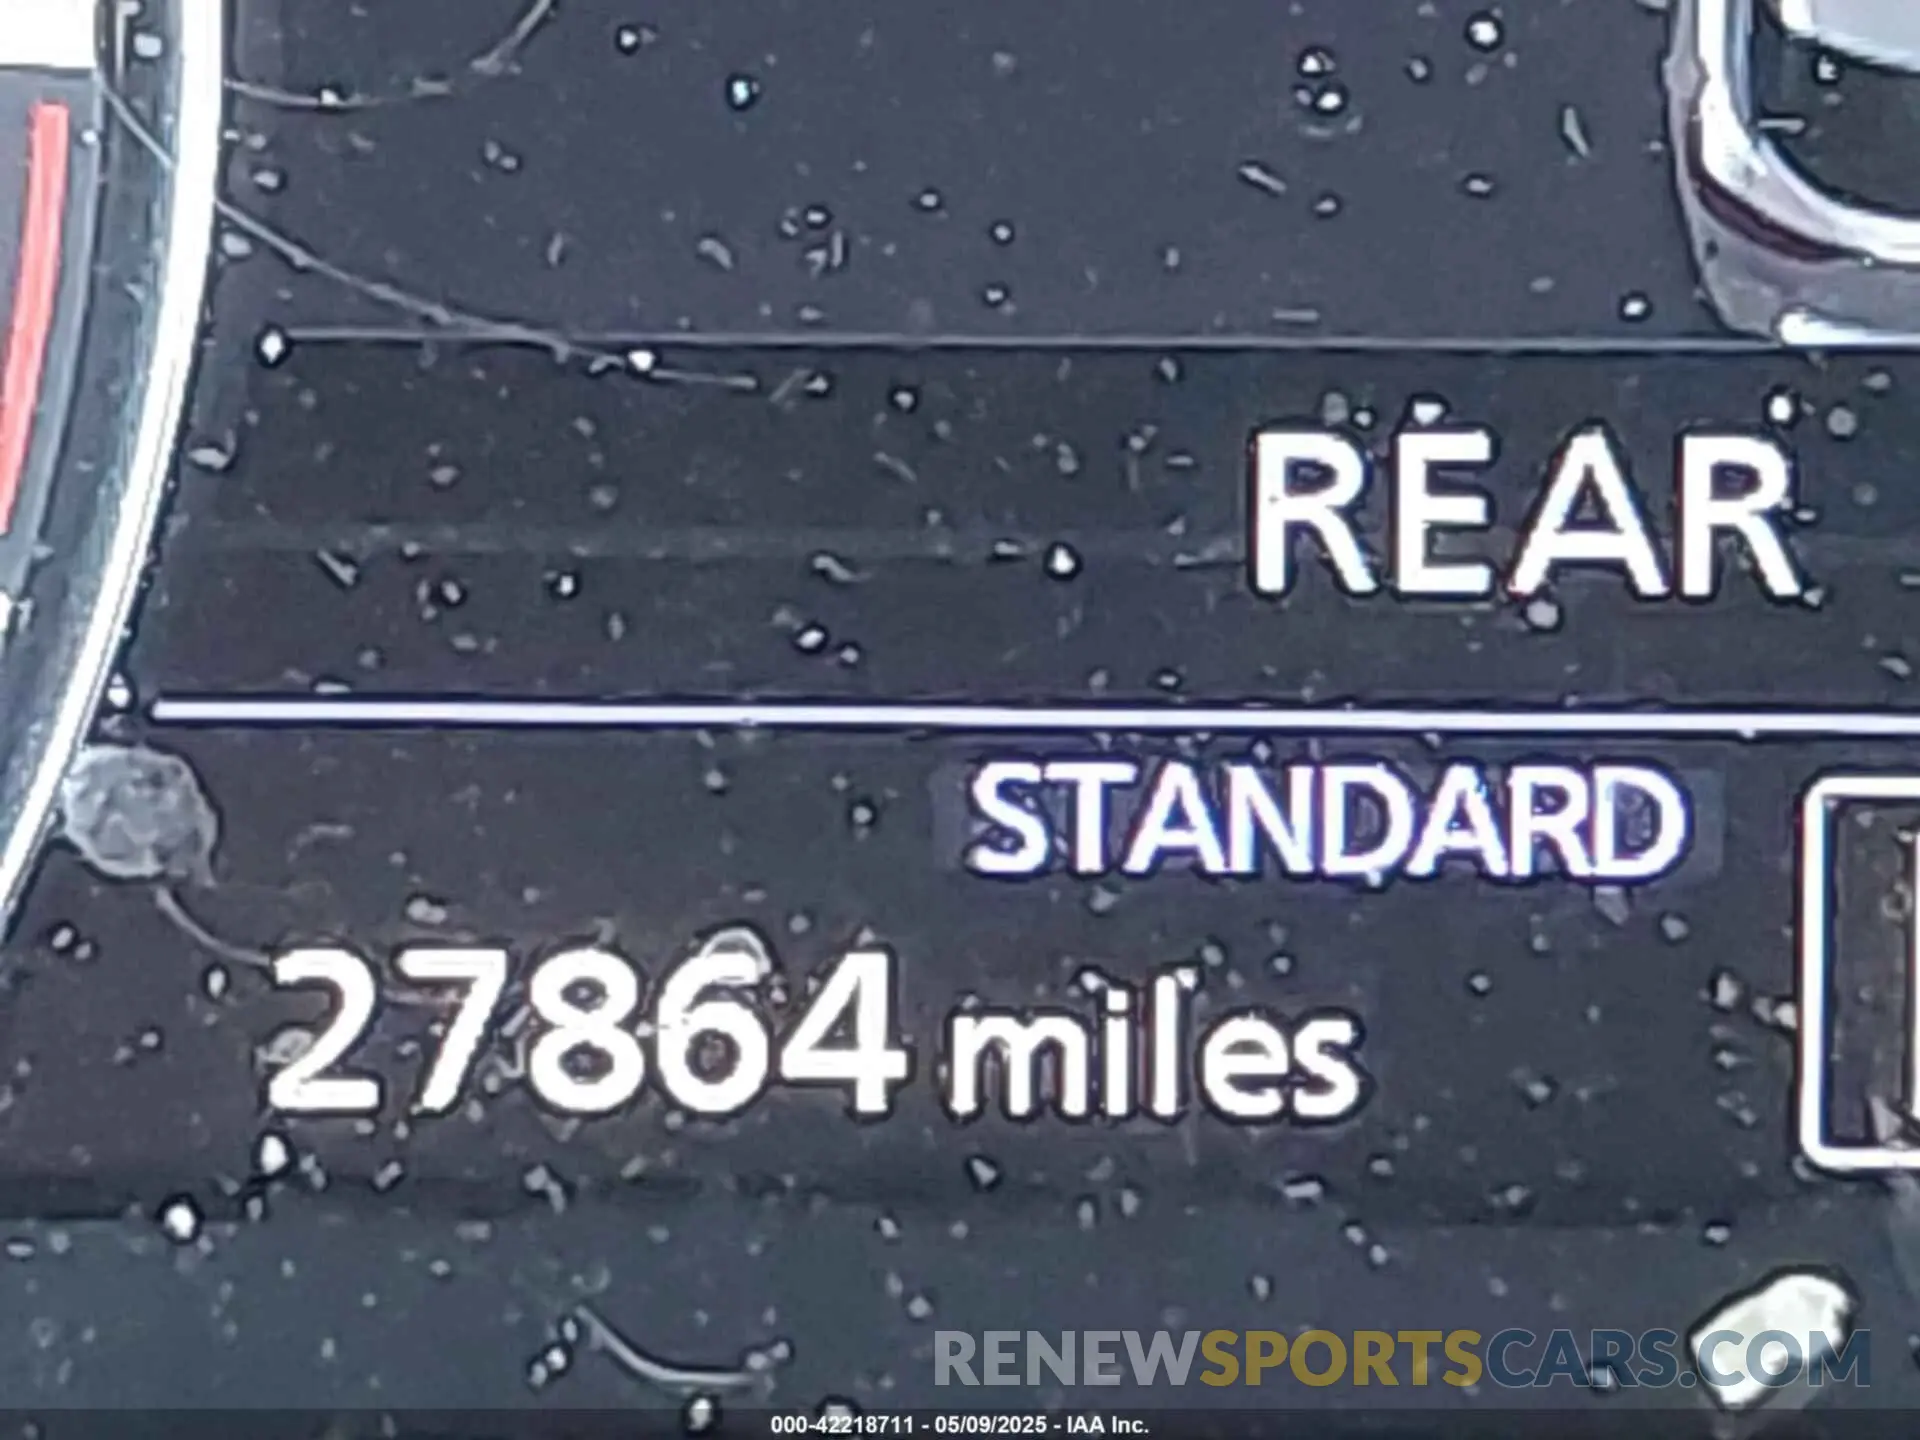 REAR
STANDARD
27864 miles
RENEWSPORTSCARS.COM
000-42218711 - 05/09/2025 - IAA Inc.